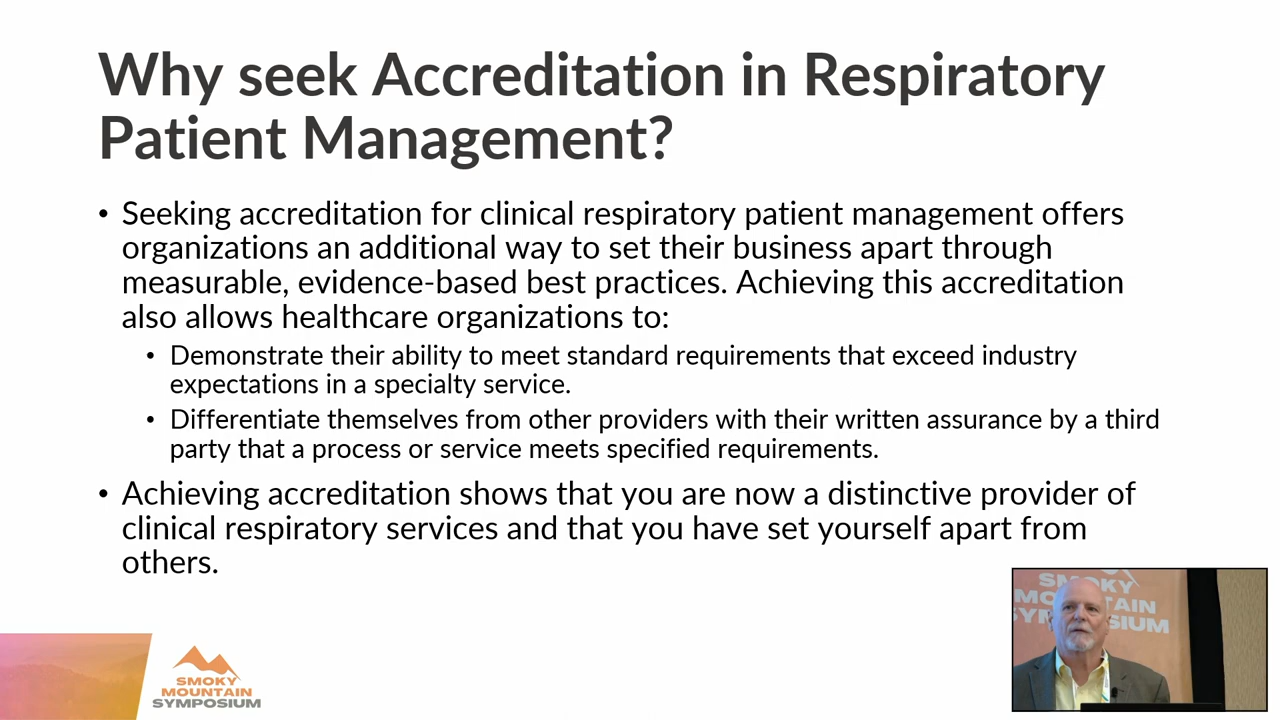 Why seek Accreditation in Respiratory
Patient Management?
• Seeking accreditation for clinical respiratory patient management offers
organizations an additional way to set their business apart through
measurable, evidence-based best practices. Achieving this accreditation
also allows healthcare organizations to:
• Demonstrate their ability to meet standard requirements that exceed industry
expectations in a specialty service.
• Differentiate themselves from other providers with their written assurance by a third
party that a process or service meets specified requirements.
• Achieving accreditation shows that you are now a distinctive provider of
clinical respiratory services and that you have set yourself apart from
others.
SMOKY
MOUNTAIN
SYMPOSIUM
SMOKY